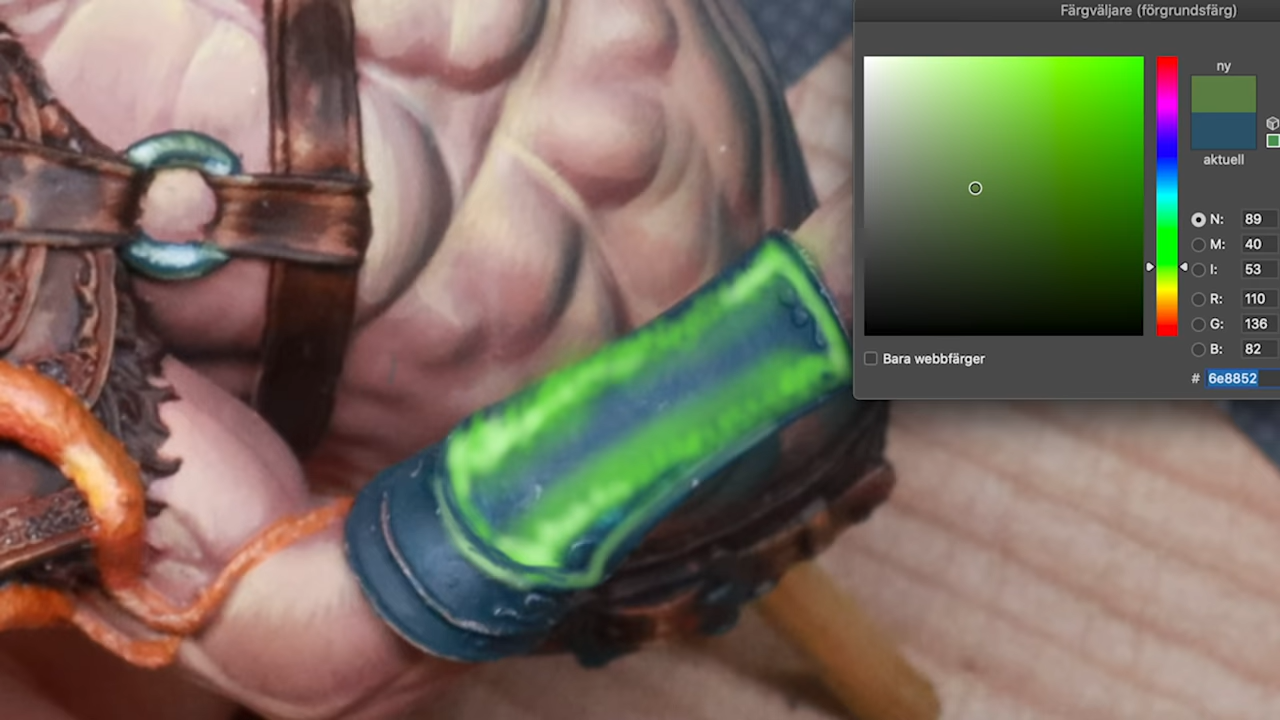 Färgväljare (förgrundsfärg)
ny
aktuell
N: 89
M: 40
I: 53
R: 110
G: 136
B: 82
Bara webbfärger
# 6e8852